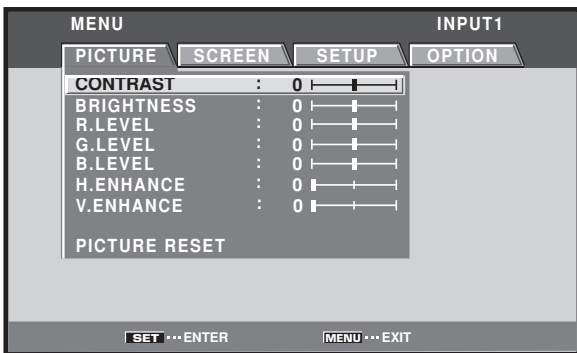 MENU INPUT1
PICTURE SCREEN SETUP OPTION
CONTRAST : 0
BRIGHTNESS : 0
R.LEVEL : 0
G.LEVEL : 0
B.LEVEL : 0
H.ENHANCE : 0
V.ENHANCE : 0
PICTURE RESET
SET ··· ENTER MENU ··· EXIT